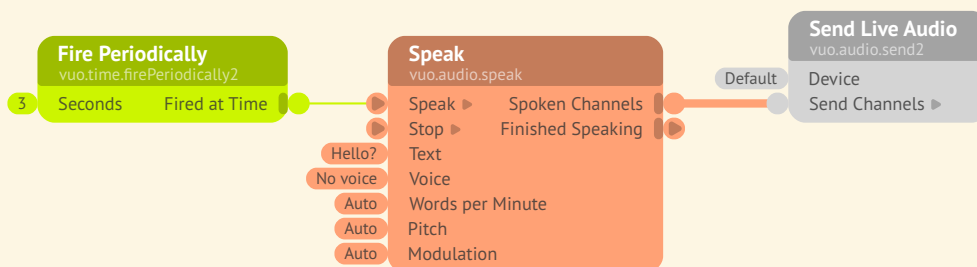 Fire Periodically
vuo.time.firePeriodically2
3 Seconds Fired at Time
Speak
vuo.audio.speak
Speak Spoken Channels
Stop Finished Speaking
Hello? Text
No voice Voice
Auto Words per Minute
Auto Pitch
Auto Modulation
Send Live Audio
vuo.audio.send2
Default Device
Send Channels